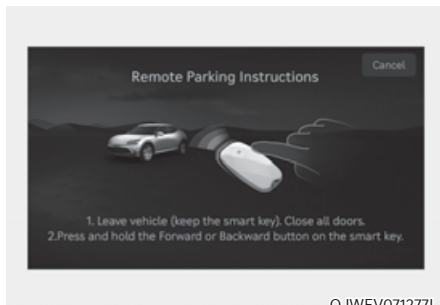 Cancel
Remote Parking Instructions
1. Leave vehicle (keep the smart key). Close all doors.
2.Press and hold the Forward or Backward button on the smart key.